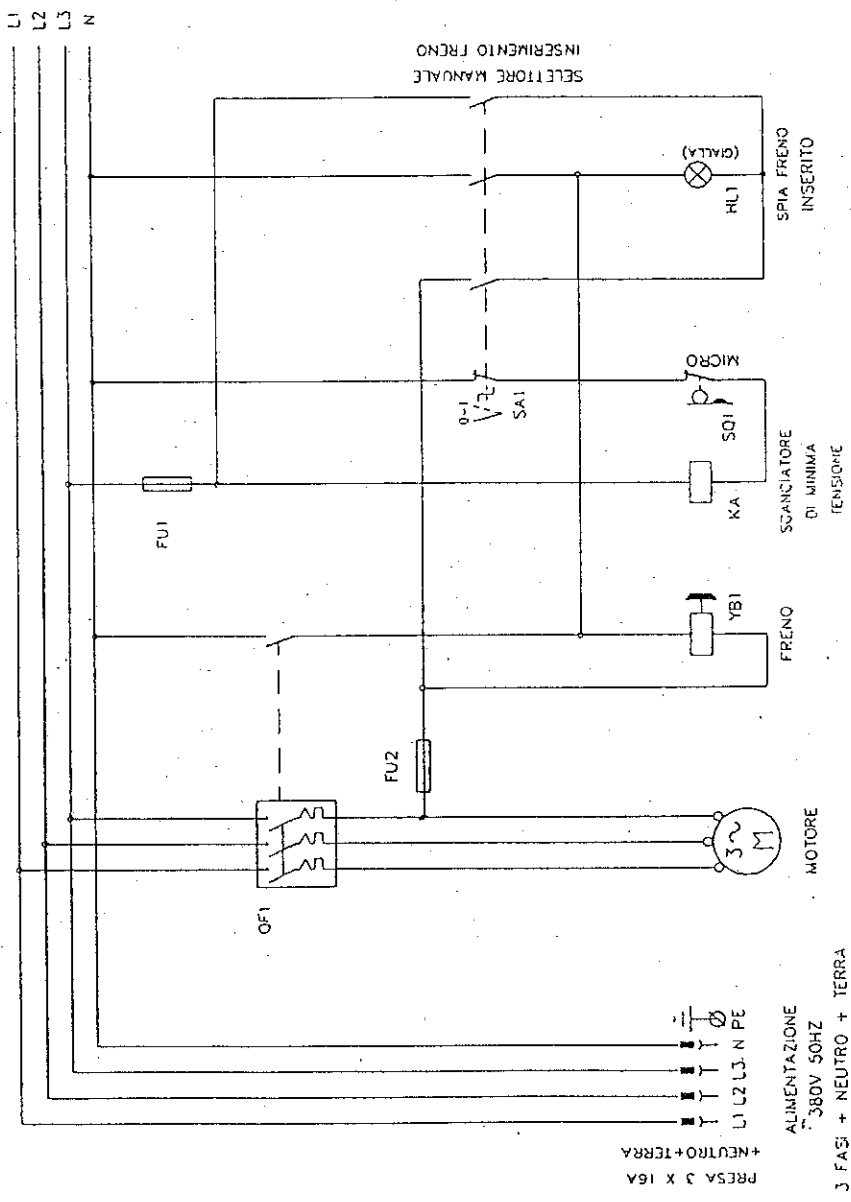 L1
L2
L3
N
SELETTORE MANUALE
INSERIMENTO FRENO
FU1
QF1
FU2
0-1
SA1
MICRO
SQ1
(GIALLA)
HL1
KA
YB1
3~
M
PRESA 3 X 16A
+NEUTRO+TERRA
L1 L2 L3 N PE
ALIMENTAZIONE
380V 50HZ
3 FASI + NEUTRO + TERRA
MOTORE
FRENO
SGANCIATORE
DI MINIMA
TENSIONE
SPIA FRENO
INSERITO